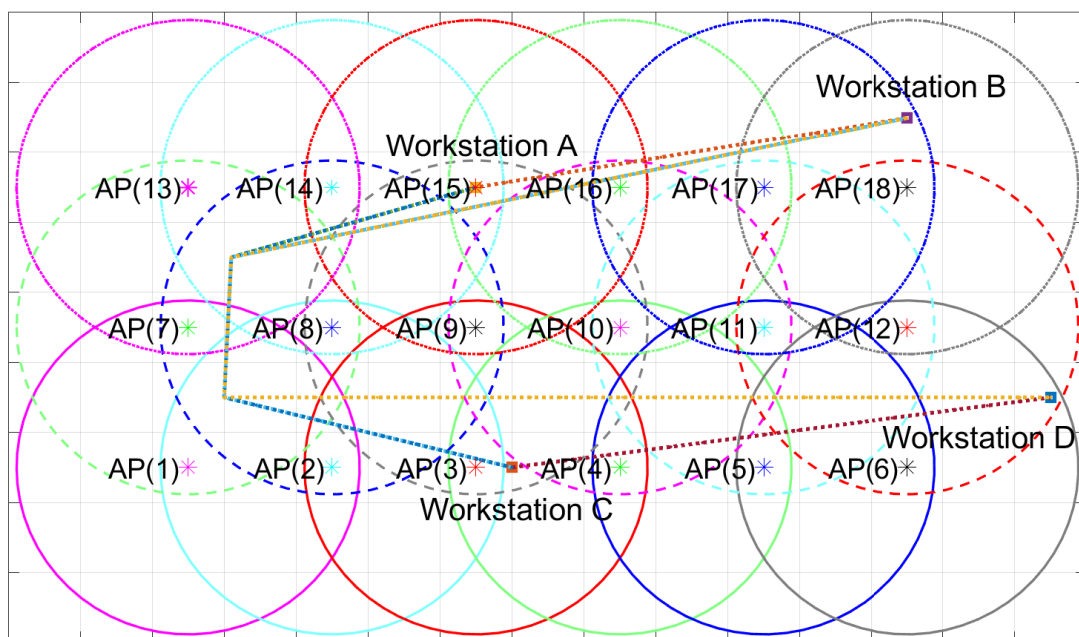 Workstation B
Workstation A
AP(13) AP(14) AP(15) AP(16) AP(17) AP(18)
AP(7) AP(8) AP(9) AP(10) AP(11) AP(12)
Workstation D
AP(1) AP(2) AP(3) AP(4) AP(5) AP(6)
Workstation C